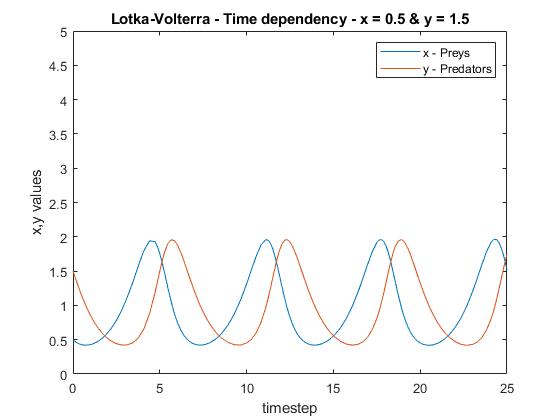 Lotka-Volterra - Time dependency - x = 0.5 & y = 1.5
x - Preys
y - Predators
5
4.5
4
3.5
3
2.5
2
1.5
1
0.5
0
x,y values
0 5 10 15 20 25
timestep